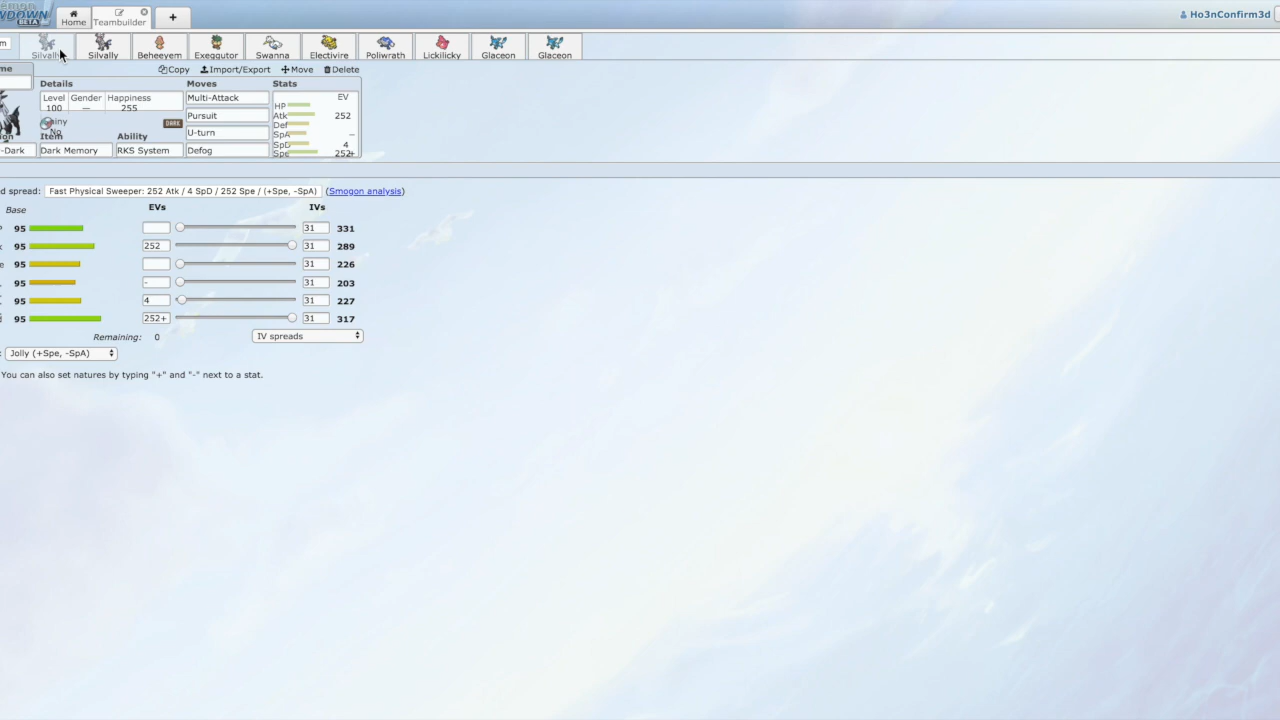 Home
Teambuilder
+
Ho3nConfirm3d
Silvally
Silvally
Beheeyem
Exeggutor
Swanna
Electivire
Poliwrath
Lickilicky
Glaceon
Glaceon
Copy
Import/Export
Move
Delete
Details
Moves
Stats
Level
Gender
Happiness
100
—
255
No
DARK
Item
Ability
-Dark
Dark Memory
RKS System
Multi-Attack
Pursuit
U-turn
Defog
EV
HP
Atk 252
Def
SpA −
SpD 4
Spe 252+
d spread:
Fast Physical Sweeper: 252 Atk / 4 SpD / 252 Spe / (+Spe, -SpA)
(Smogon analysis)
Base
EVs
IVs
95 31 331
95 252 31 289
95 31 226
95 - 31 203
95 4 31 227
95 252+ 31 317
Remaining: 0
IV spreads
Jolly (+Spe, -SpA)
You can also set natures by typing "+" and "-" next to a stat.